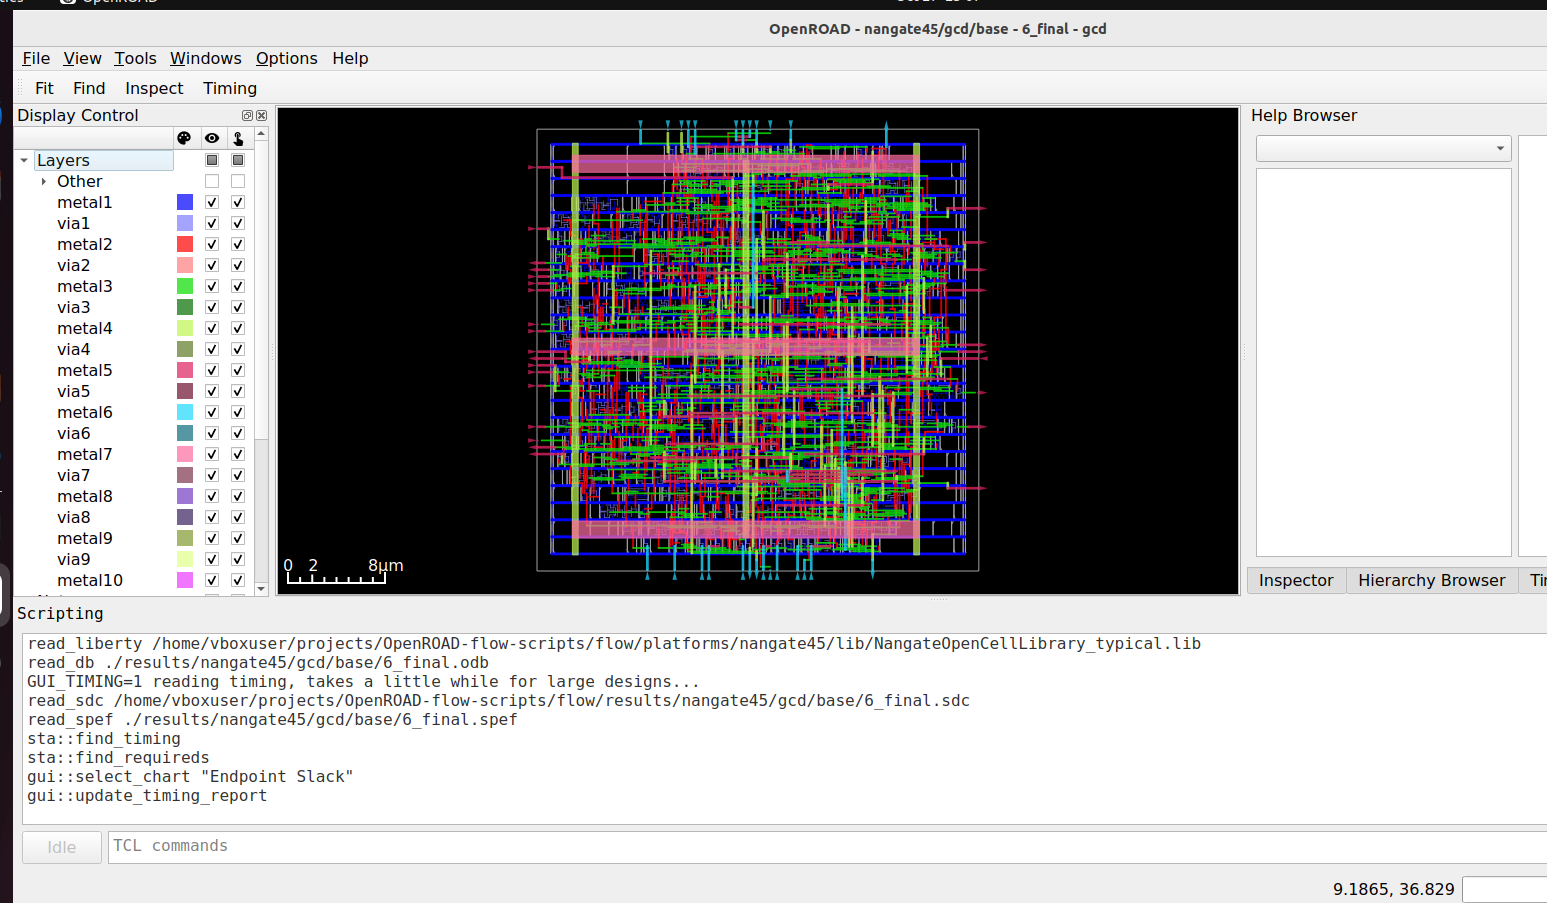 OpenROAD
OpenROAD - nangate45/gcd/base - 6_final - gcd
File View Tools Windows Options Help
Fit Find Inspect Timing
Display Control
Help Browser
Layers
Other
metal1
via1
metal2
via2
metal3
via3
metal4
via4
metal5
via5
metal6
via6
metal7
via7
metal8
via8
metal9
via9
metal10
0 2 8μm
Inspector Hierarchy Browser
Scripting
read_liberty /home/vboxuser/projects/OpenROAD-flow-scripts/flow/platforms/nangate45/lib/NangateOpenCellLibrary_typical.lib
read_db ./results/nangate45/gcd/base/6_final.odb
GUI_TIMING=1 reading timing, takes a little while for large designs...
read_sdc /home/vboxuser/projects/OpenROAD-flow-scripts/flow/results/nangate45/gcd/base/6_final.sdc
read_spef ./results/nangate45/gcd/base/6_final.spef
sta::find_timing
sta::find_requireds
gui::select_chart "Endpoint Slack"
gui::update_timing_report
Idle TCL commands
9.1865, 36.829